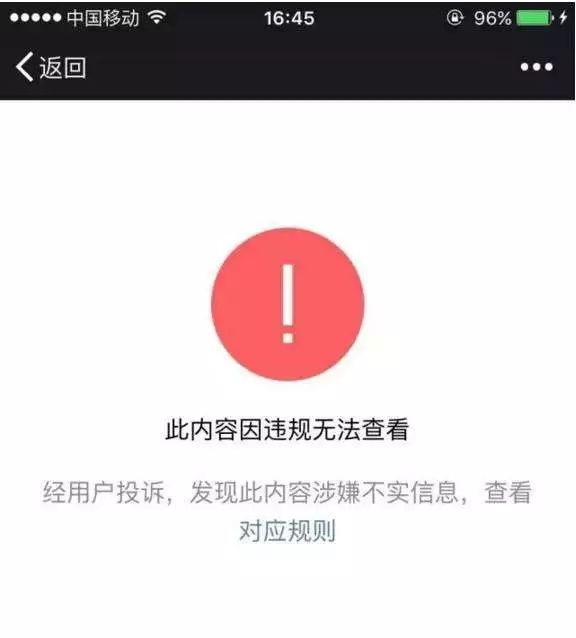 中国移动 16:45 96%
返回
此内容因违规无法查看
经用户投诉，发现此内容涉嫌不实信息，查看
对应规则